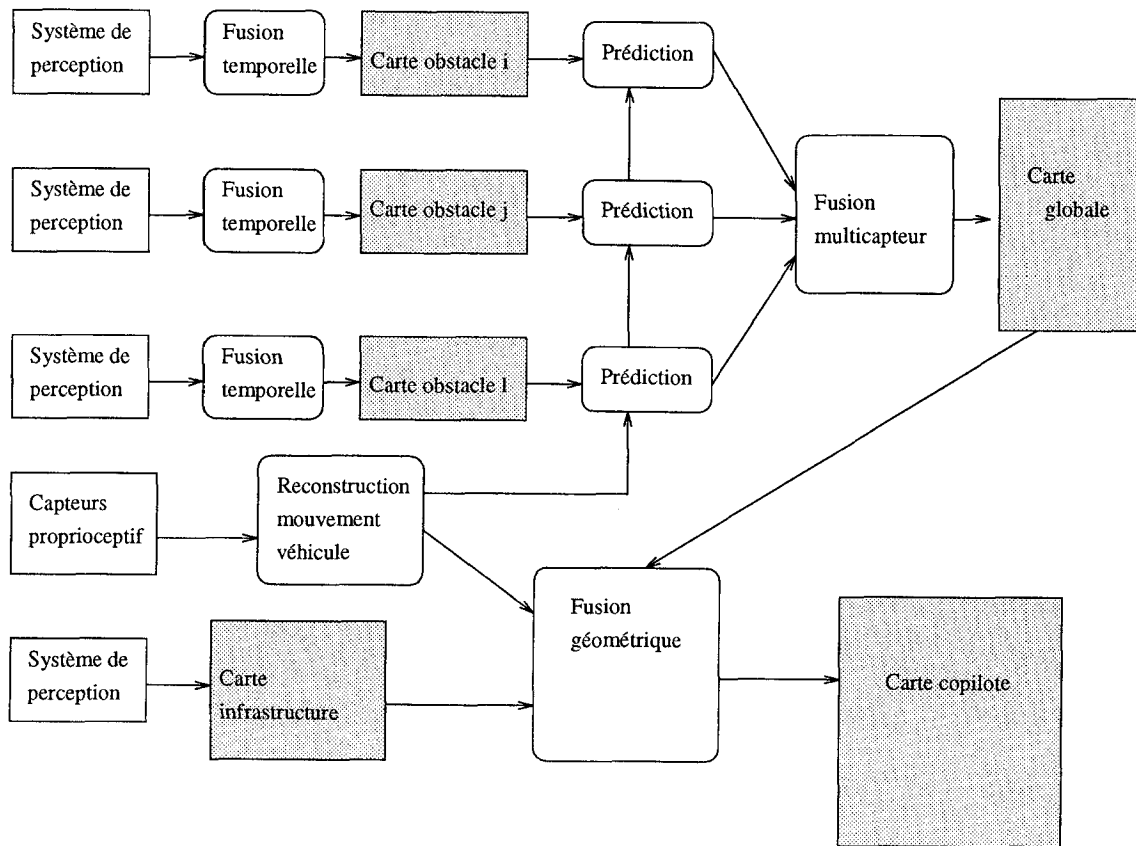 Système de
perception
Fusion
temporelle
Carte obstacle i
Prédiction
Système de
perception
Fusion
temporelle
Carte obstacle j
Prédiction
Fusion
multicapteur
Carte
globale
Système de
perception
Fusion
temporelle
Carte obstacle l
Prédiction
Capteurs
proprioceptif
Reconstruction
mouvement
véhicule
Fusion
géométrique
Système de
perception
Carte
infrastructure
Carte copilote